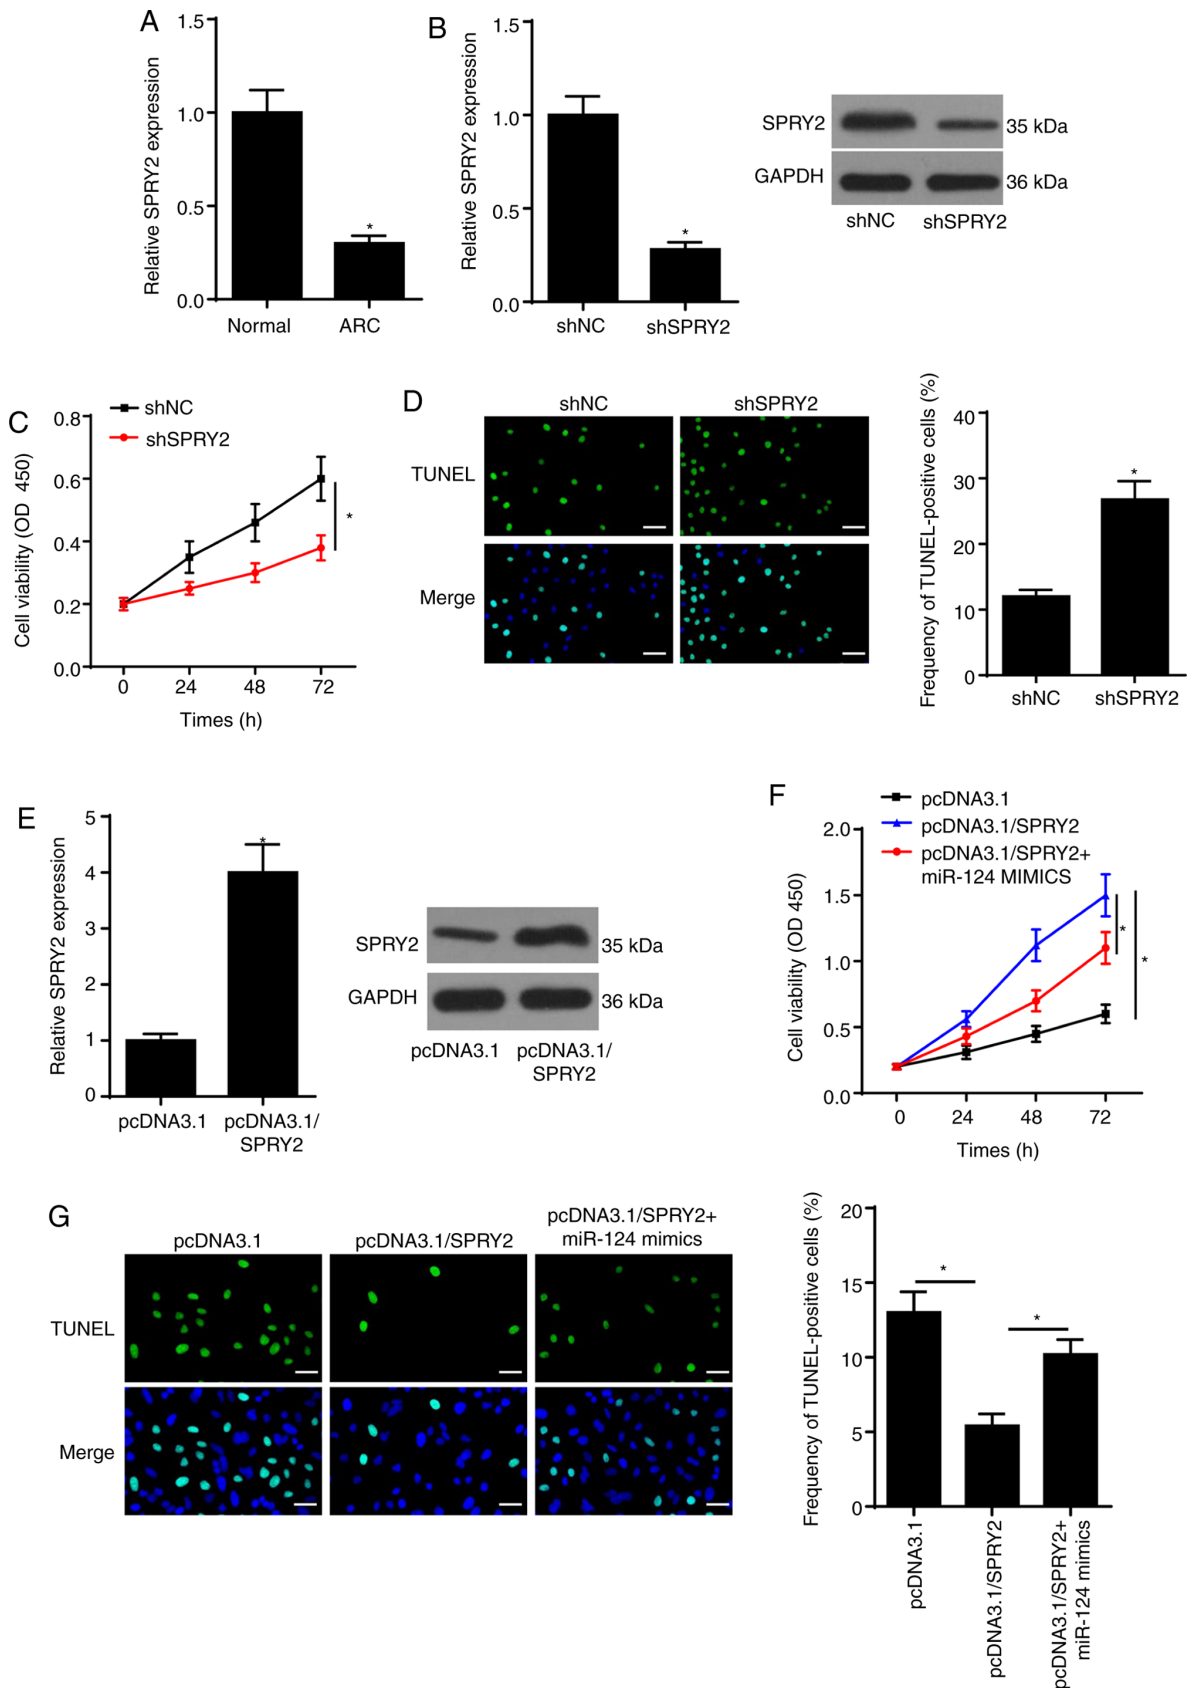 A
Relative SPRY2 expression
1.5
1.0
0.5
0.0
*
Normal
ARC
B
Relative SPRY2 expression
1.5
1.0
0.5
0.0
*
shNC
shSPRY2
SPRY2
35 kDa
GAPDH
36 kDa
shNC
shSPRY2
C
shNC
shSPRY2
Cell viability (OD 450)
0.8
0.6
0.4
0.2
0.0
*
0
24
48
72
Times (h)
D
shNC
shSPRY2
TUNEL
Merge
Frequency of TUNEL-positive cells (%)
40
30
20
10
0
*
shNC
shSPRY2
E
Relative SPRY2 expression
5
4
3
2
1
0
*
pcDNA3.1
pcDNA3.1/
SPRY2
SPRY2
35 kDa
GAPDH
36 kDa
pcDNA3.1
pcDNA3.1/
SPRY2
F
pcDNA3.1
pcDNA3.1/SPRY2
pcDNA3.1/SPRY2+
miR-124 MIMICS
Cell viability (OD 450)
2.0
1.5
1.0
0.5
0.0
*
*
0
24
48
72
Times (h)
G
pcDNA3.1
pcDNA3.1/SPRY2
pcDNA3.1/SPRY2+
miR-124 mimics
TUNEL
Merge
Frequency of TUNEL-positive cells (%)
20
15
10
5
0
*
*
pcDNA3.1
pcDNA3.1/SPRY2
pcDNA3.1/SPRY2+
miR-124 mimics